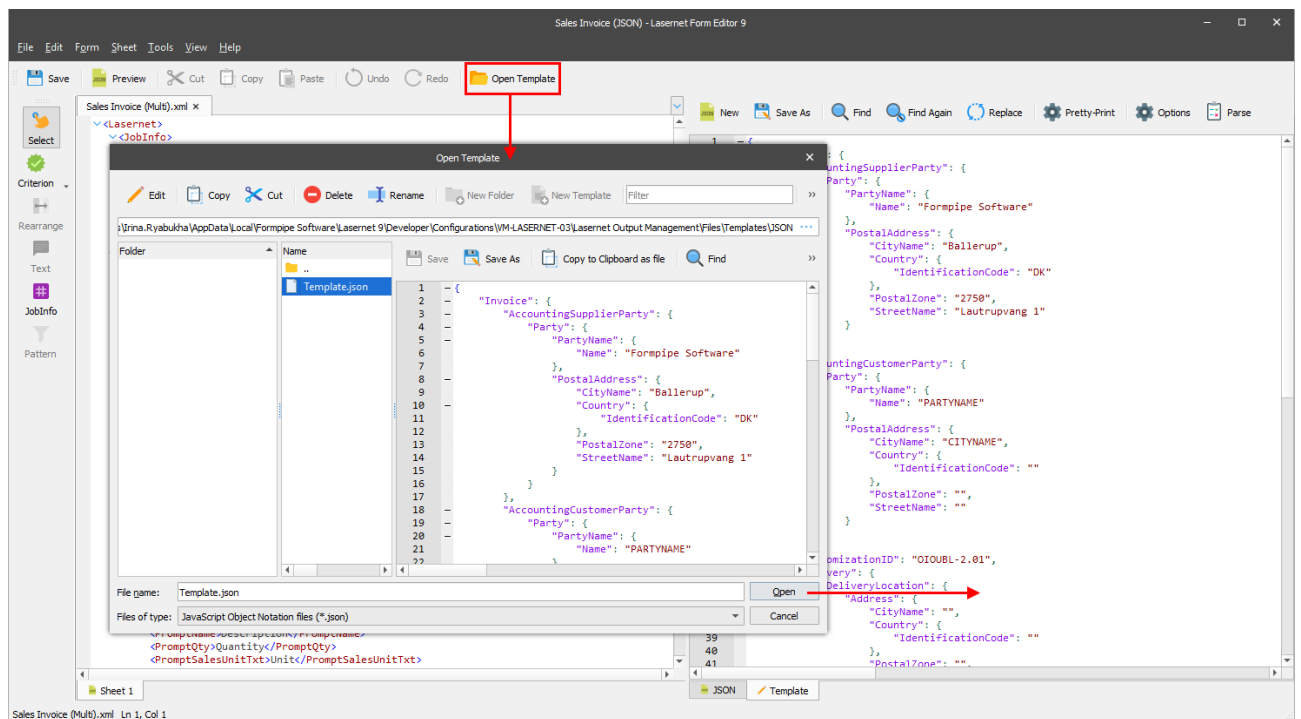 Sales Invoice (JSON) - Lasernet Form Editor 9
File Edit Form Sheet Tools View Help
Save Preview Cut Copy Paste Undo Redo Open Template
Select
Criterion
Rearrange
Text
JobInfo
Pattern
Sales Invoice (Multi).xml ×
<Lasernet>
<JobInfo>
Open Template
Edit Copy Cut Delete Rename New Folder New Template Filter »
s\Irina.Ryabukha\AppData\Local\Formpipe Software\Lasernet 9\Developer\Configurations\VM-LASERNET-03\Lasernet Output Management\Files\Templates\JSON ...
Folder
Name
..
Template.json
Save Save As Copy to Clipboard as file Find »
1 – {
2 – "Invoice": {
3 – "AccountingSupplierParty": {
4 – "Party": {
5 – "PartyName": {
6 "Name": "Formpipe Software"
7 },
8 – "PostalAddress": {
9 "CityName": "Ballerup",
10 – "Country": {
11 "IdentificationCode": "DK"
12 },
13 "PostalZone": "2750",
14 "StreetName": "Lautrupvang 1"
15 }
16 }
17 },
18 – "AccountingCustomerParty": {
19 – "Party": {
20 – "PartyName": {
21 "Name": "PARTYNAME"
22 }
File name: Template.json Open
Files of type: JavaScript Object Notation files (*.json) Cancel
<PromptName>Description</PromptName>
<PromptQty>Quantity</PromptQty>
<PromptSalesUnitTxt>Unit</PromptSalesUnitTxt>
Sheet 1
New Save As Find Find Again Replace Pretty-Print Options Parse
1 – {
: {
untingSupplierParty": {
Party": {
"PartyName": {
"Name": "Formpipe Software"
},
"PostalAddress": {
"CityName": "Ballerup",
"Country": {
"IdentificationCode": "DK"
},
"PostalZone": "2750",
"StreetName": "Lautrupvang 1"
}
untingCustomerParty": {
Party": {
"PartyName": {
"Name": "PARTYNAME"
},
"PostalAddress": {
"CityName": "CITYNAME",
"Country": {
"IdentificationCode": ""
},
"PostalZone": "",
"StreetName": ""
}
omizationID": "OIOUBL-2.01",
very": {
DeliveryLocation": {
"Address": {
"CityName": "",
"Country": {
39 "IdentificationCode": ""
40 },
41 "PostalZone": "",
JSON Template
Sales Invoice (Multi).xml Ln 1, Col 1